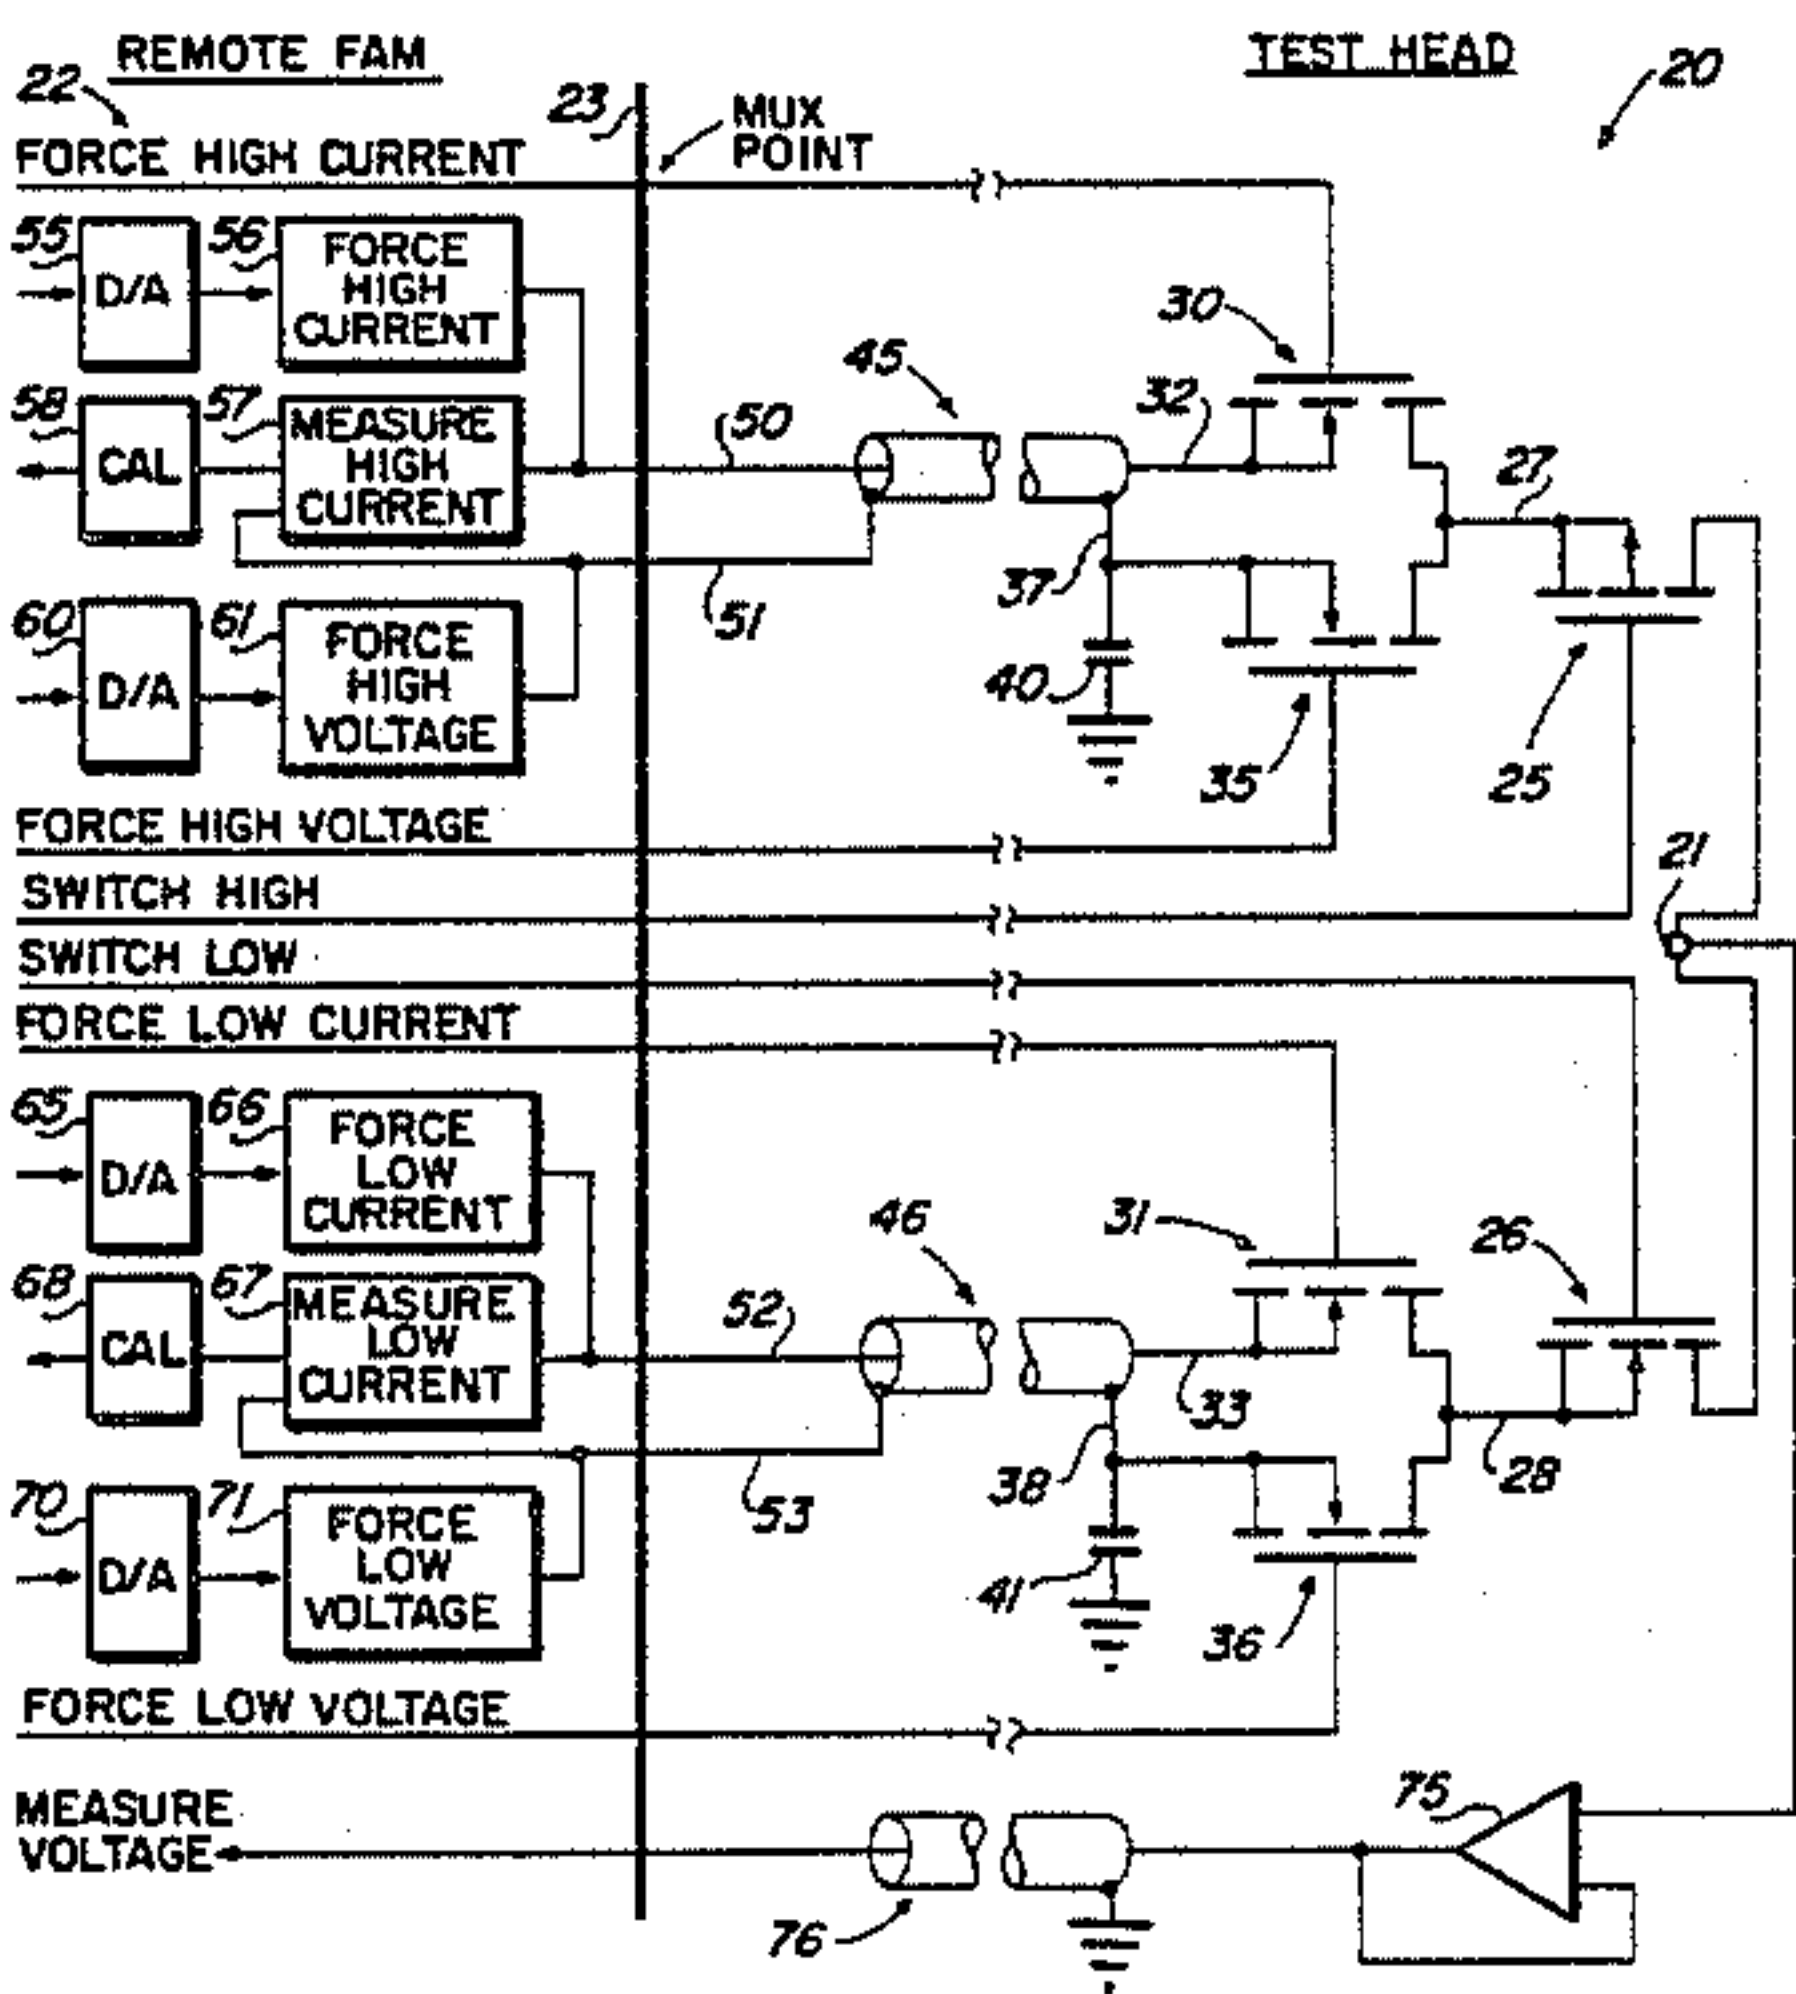 REMOTE FAM
TEST HEAD
22
23
MUX
POINT
20
FORCE HIGH CURRENT
55
D/A
56
FORCE
HIGH
CURRENT
30
45
58
CAL
57
MEASURE
HIGH
CURRENT
50
32
27
37
51
60
D/A
61
FORCE
HIGH
VOLTAGE
40
35
25
FORCE HIGH VOLTAGE
21
SWITCH HIGH
SWITCH LOW
FORCE LOW CURRENT
65
D/A
66
FORCE
LOW
CURRENT
46
31
26
68
CAL
67
MEASURE
LOW
CURRENT
52
33
38
28
53
70
D/A
71
FORCE
LOW
VOLTAGE
41
36
FORCE LOW VOLTAGE
MEASURE
VOLTAGE
75
76